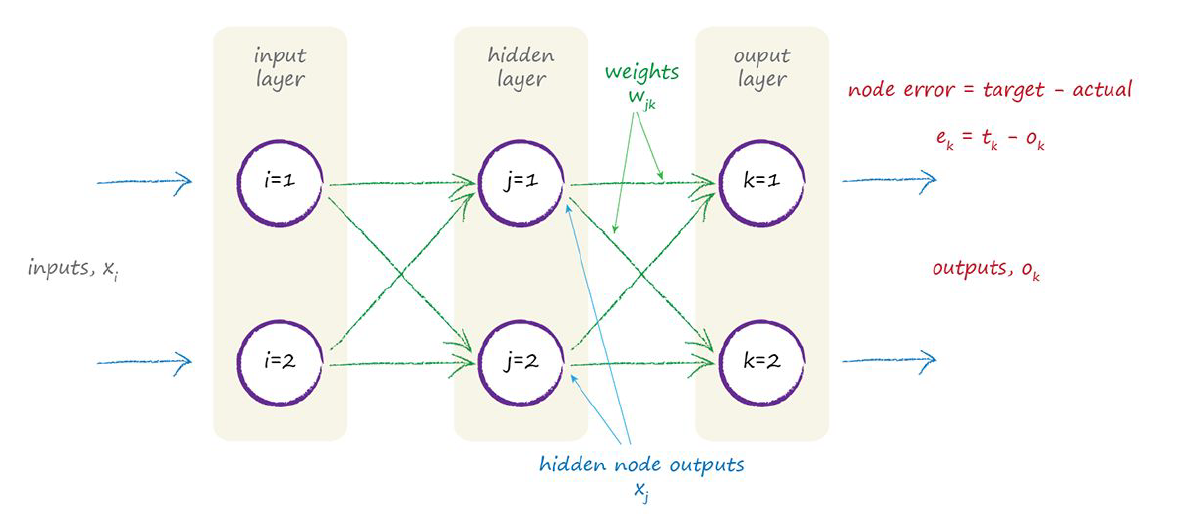 input
layer
hidden
layer
ouput
layer
weights
w_jk
node error = target - actual
e_k = t_k - o_k
i=1
j=1
k=1
inputs, x_i
outputs, o_k
i=2
j=2
k=2
hidden node outputs
x_j